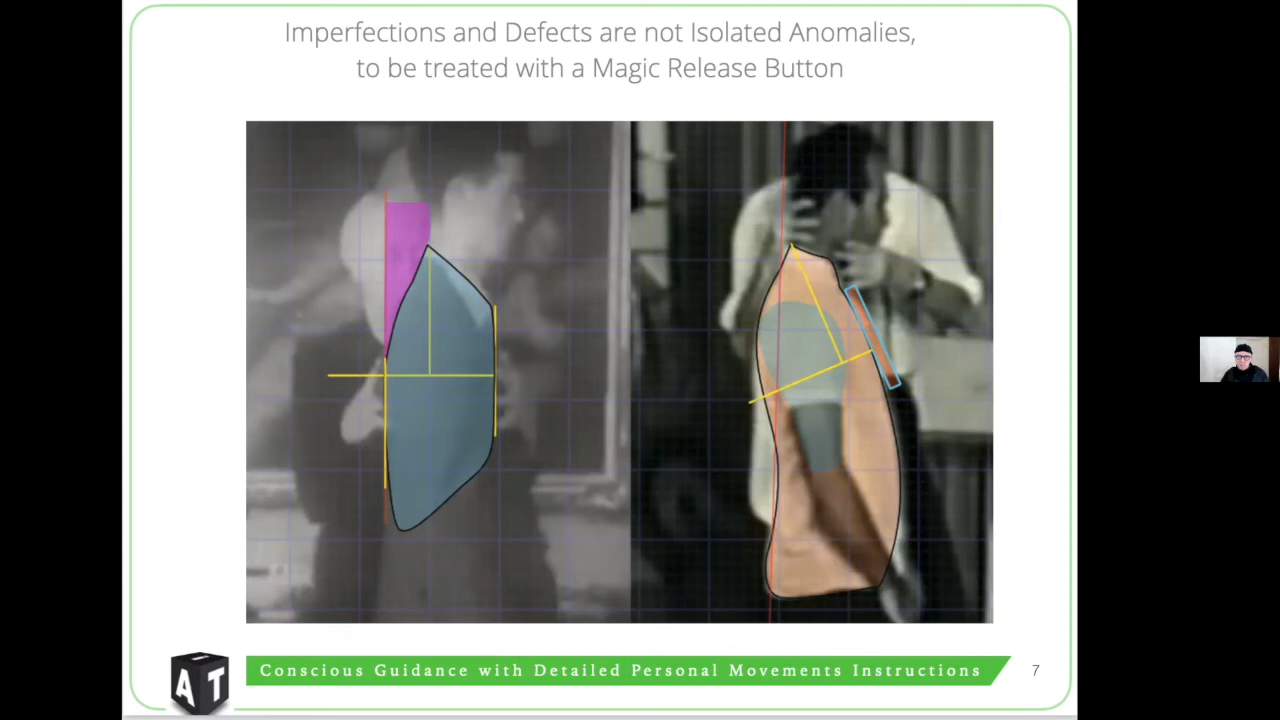 Imperfections and Defects are not Isolated Anomalies,
to be treated with a Magic Release Button
A T
Conscious Guidance with Detailed Personal Movements Instructions
7